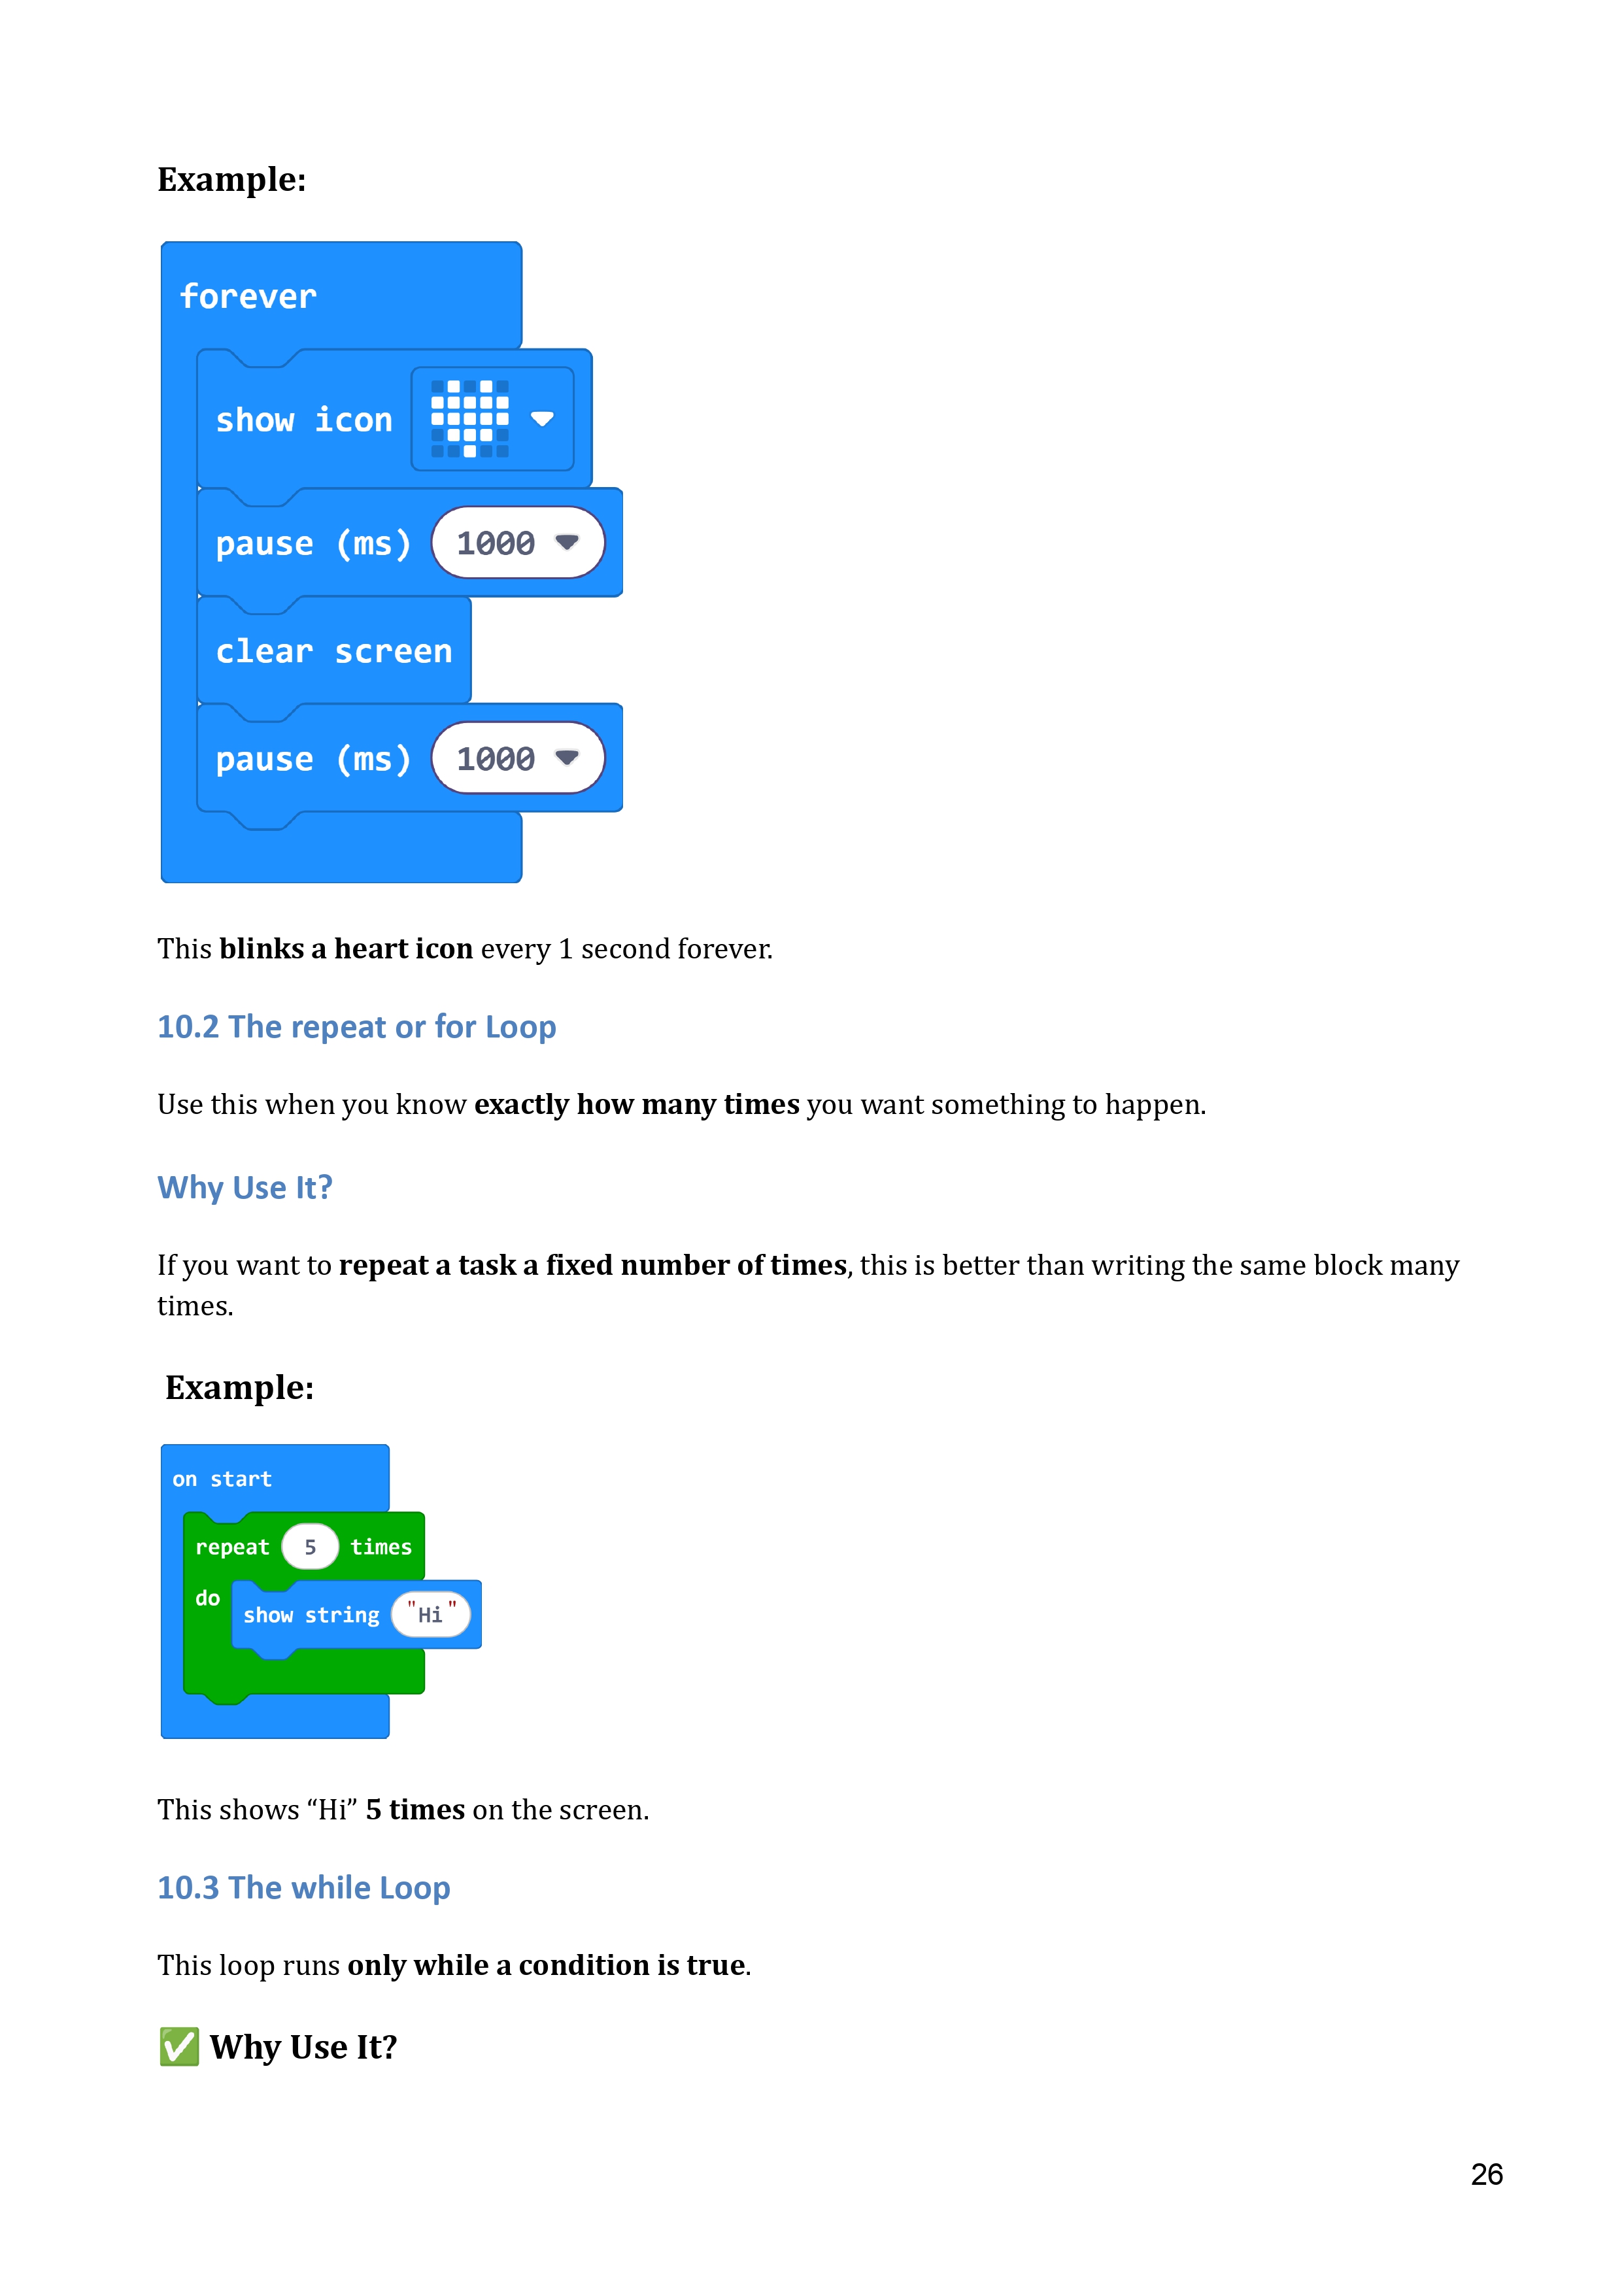 Example:
forever
show icon
pause (ms) 1000
clear screen
pause (ms) 1000
This blinks a heart icon every 1 second forever.
10.2 The repeat or for Loop
Use this when you know exactly how many times you want something to happen.
Why Use It?
If you want to repeat a task a fixed number of times, this is better than writing the same block many
times.
Example:
on start
repeat 5 times
do
show string "Hi"
This shows “Hi” 5 times on the screen.
10.3 The while Loop
This loop runs only while a condition is true.
✅ Why Use It?
26